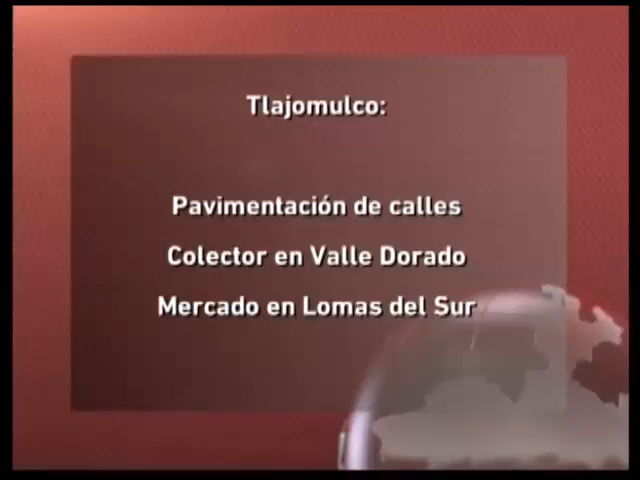 Tlajomulco:
Pavimentación de calles
Colector en Valle Dorado
Mercado en Lomas del Sur